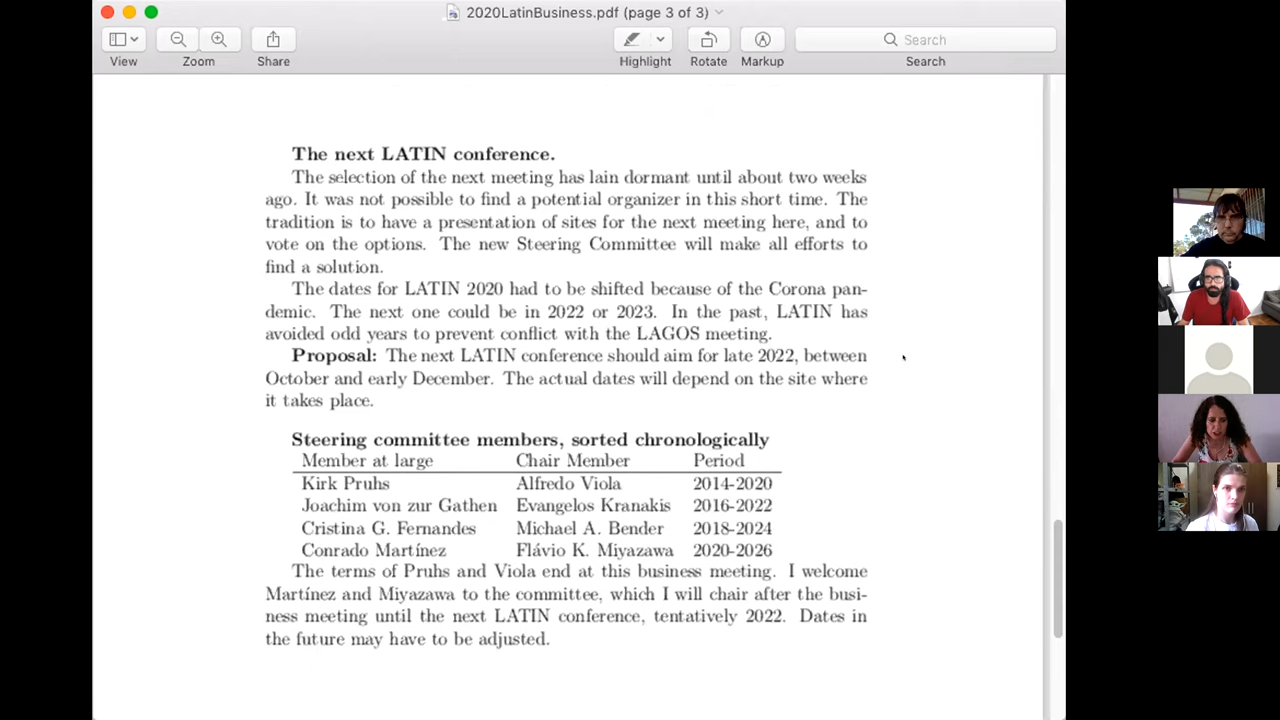 2020LatinBusiness.pdf (page 3 of 3)
View
Zoom
Share
Highlight
Rotate
Markup
Search
Search
The next LATIN conference.
The selection of the next meeting has lain dormant until about two weeks
ago. It was not possible to find a potential organizer in this short time. The
tradition is to have a presentation of sites for the next meeting here, and to
vote on the options. The new Steering Committee will make all efforts to
find a solution.
The dates for LATIN 2020 had to be shifted because of the Corona pan-
demic. The next one could be in 2022 or 2023. In the past, LATIN has
avoided odd years to prevent conflict with the LAGOS meeting.
Proposal: The next LATIN conference should aim for late 2022, between
October and early December. The actual dates will depend on the site where
it takes place.
Steering committee members, sorted chronologically
Member at large Chair Member Period
Kirk Pruhs Alfredo Viola 2014-2020
Joachim von zur Gathen Evangelos Kranakis 2016-2022
Cristina G. Fernandes Michael A. Bender 2018-2024
Conrado Martínez Flávio K. Miyazawa 2020-2026
The terms of Pruhs and Viola end at this business meeting. I welcome
Martínez and Miyazawa to the committee, which I will chair after the busi-
ness meeting until the next LATIN conference, tentatively 2022. Dates in
the future may have to be adjusted.